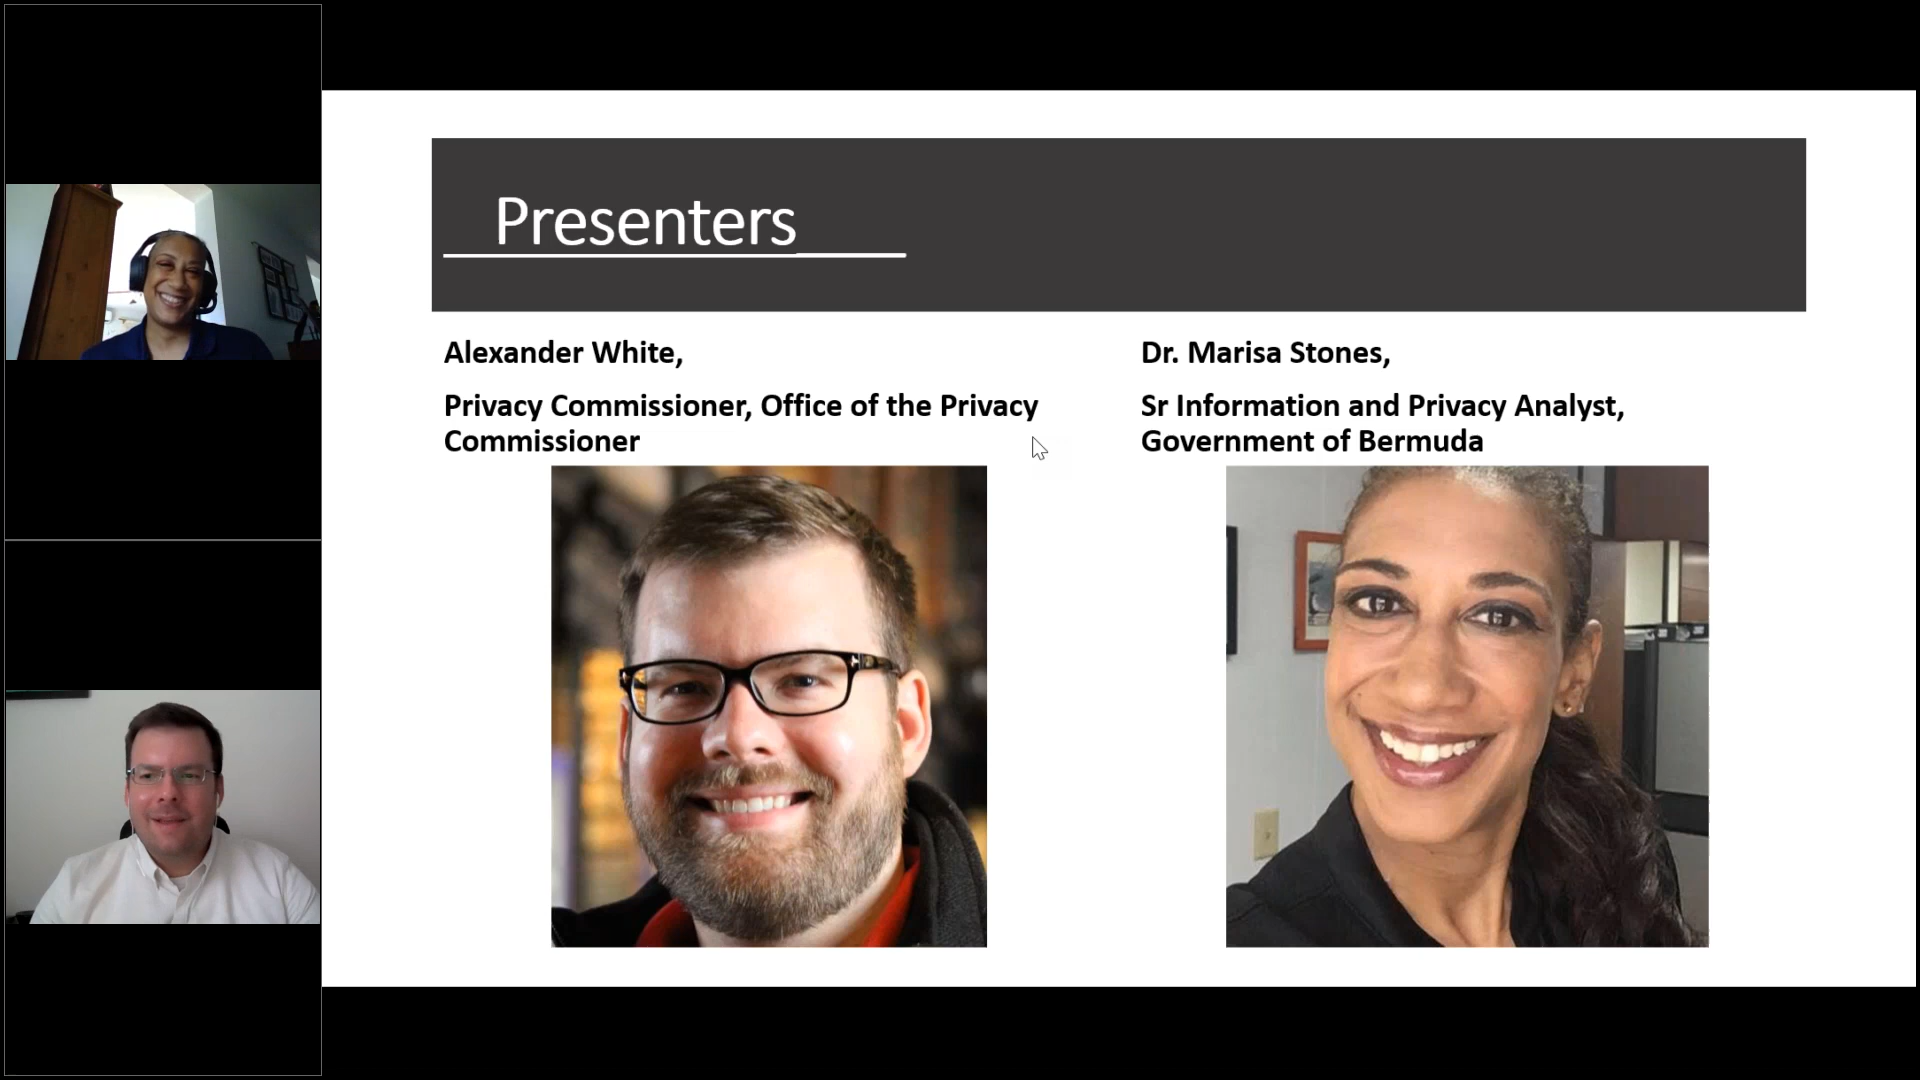 Presenters
Alexander White,
Privacy Commissioner, Office of the Privacy
Commissioner
Dr. Marisa Stones,
Sr Information and Privacy Analyst,
Government of Bermuda